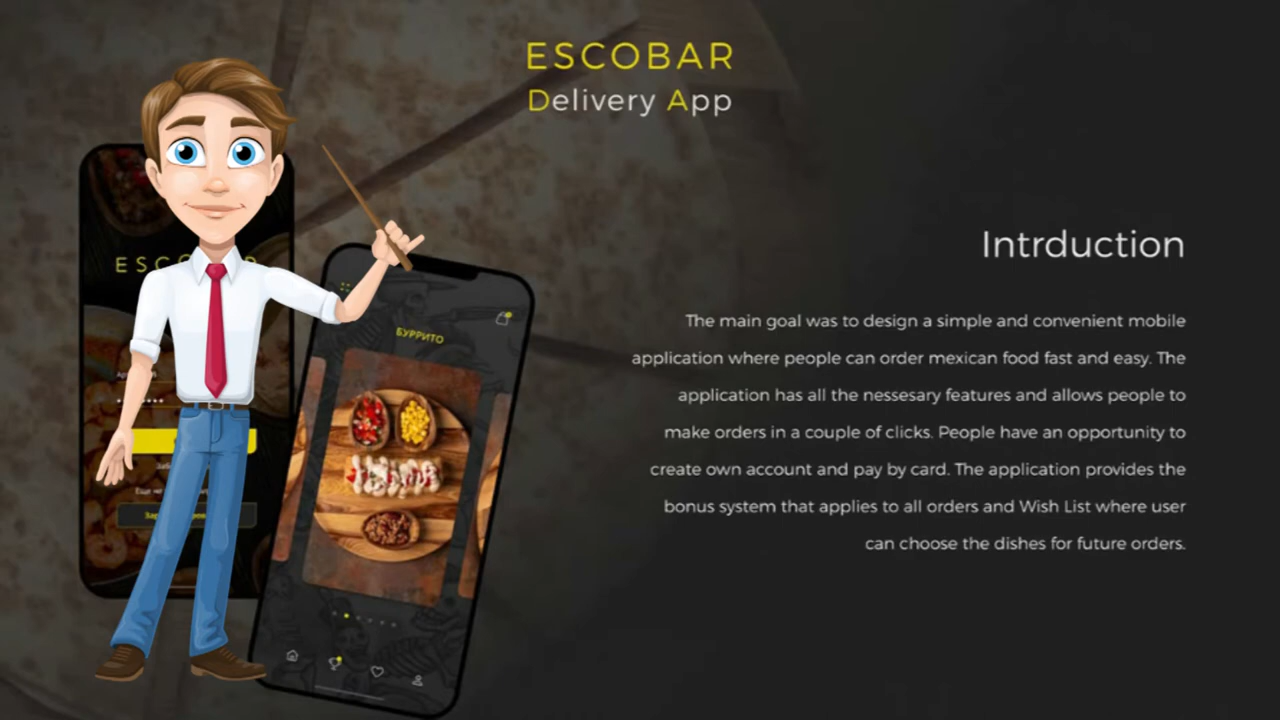 ESCOBAR
Delivery App
Intrduction
The main goal was to design a simple and convenient mobile
application where people can order mexican food fast and easy. The
application has all the nessesary features and allows people to
make orders in a couple of clicks. People have an opportunity to
create own account and pay by card. The application provides the
bonus system that applies to all orders and Wish List where user
can choose the dishes for future orders.
БУРРИТО